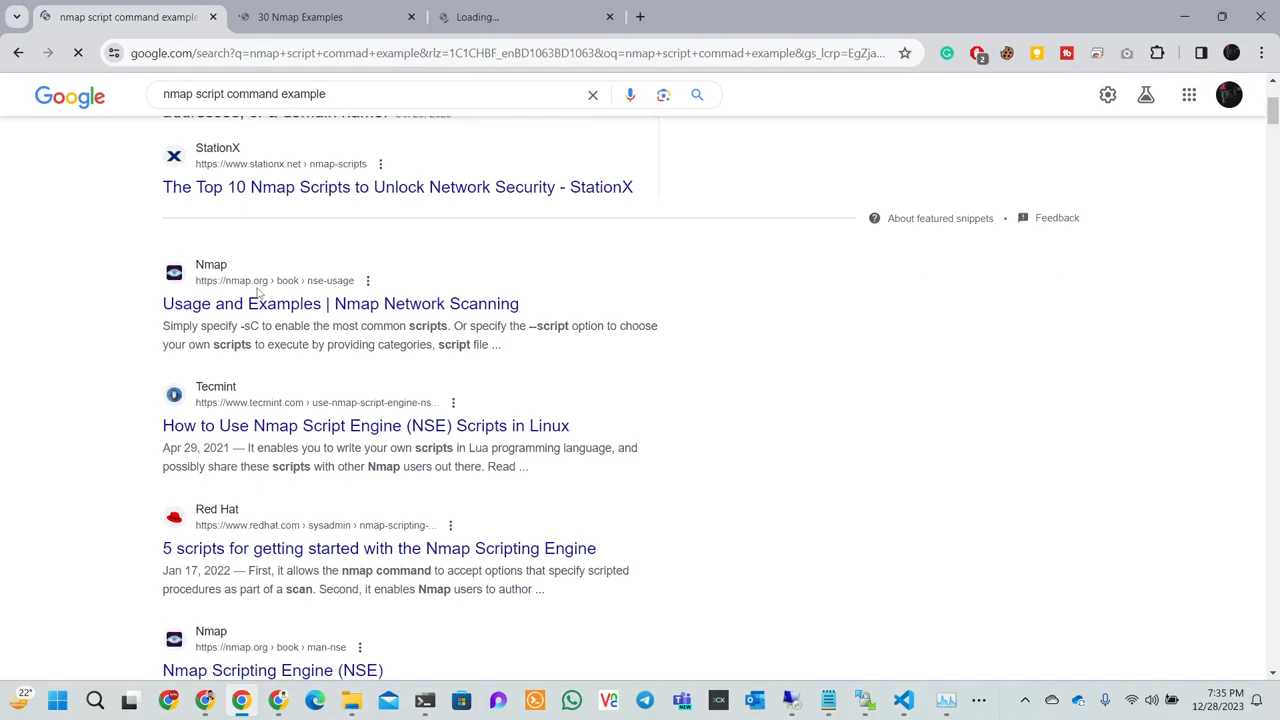 nmap script command exampl
30 Nmap Command Example
Loading...
google.com/search?q=nmap+script+commad+example&rlz=1C1CHBF_enBD1063BD1063&oq=nmap+script+commad+example&gs_lcrp=EgZja...
2
Google
nmap script command example
StationX
https://www.stationx.net › nmap-scripts
The Top 10 Nmap Scripts to Unlock Network Security - StationX
About featured snippets • Feedback
Nmap
https://nmap.org › book › nse-usage
Usage and Examples | Nmap Network Scanning
Simply specify -sC to enable the most common scripts. Or specify the --script option to choose
your own scripts to execute by providing categories, script file ...
Tecmint
https://www.tecmint.com › use-nmap-script-engine-ns...
How to Use Nmap Script Engine (NSE) Scripts in Linux
Apr 29, 2021 — It enables you to write your own scripts in Lua programming language, and
possibly share these scripts with other Nmap users out there. Read ...
Red Hat
https://www.redhat.com › sysadmin › nmap-scripting-...
5 scripts for getting started with the Nmap Scripting Engine
Jan 17, 2022 — First, it allows the nmap command to accept options that specify scripted
procedures as part of a scan. Second, it enables Nmap users to author ...
Nmap
https://nmap.org › book › man-nse
Nmap Scripting Engine (NSE)
22°
7:35 PM
12/28/2023